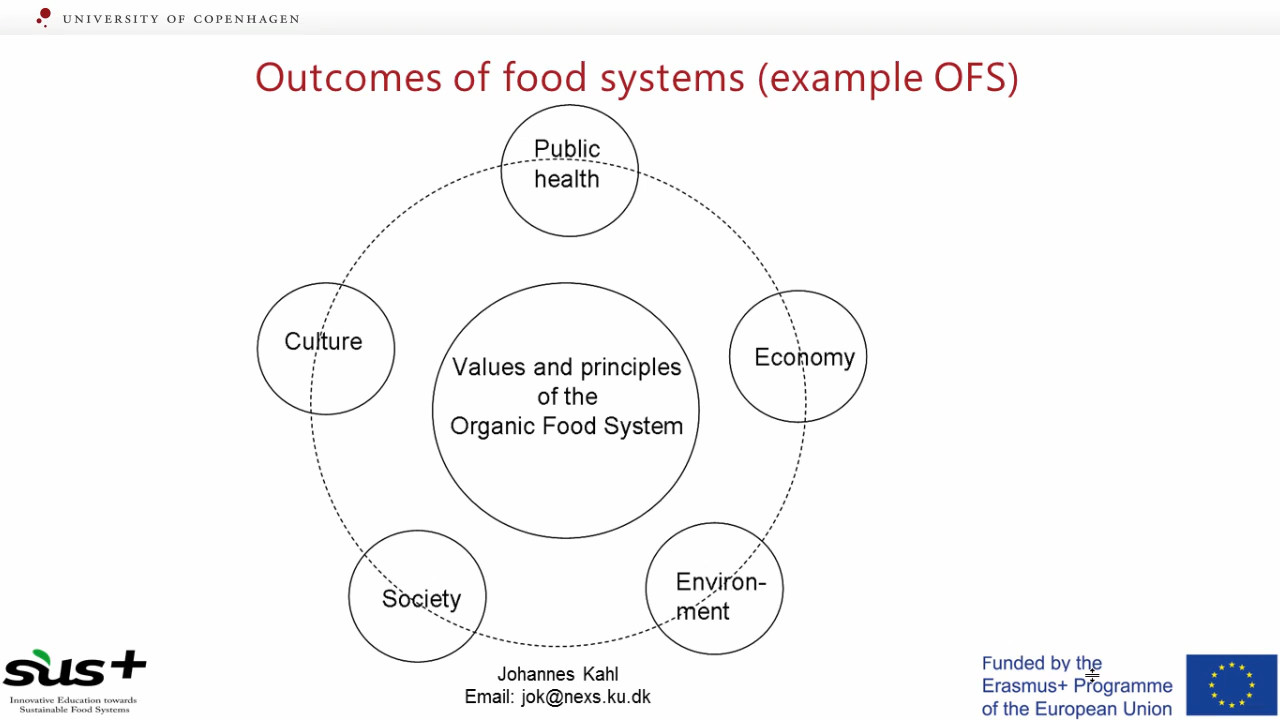 UNIVERSITY OF COPENHAGEN
Outcomes of food systems (example OFS)
Public
health
Culture
Economy
Values and principles
of the
Organic Food System
Society
Environ-
ment
sus+
Innovative Education towards
Sustainable Food Systems
Johannes Kahl
Email: jok@nexs.ku.dk
Funded by the
Erasmus+ Programme
of the European Union